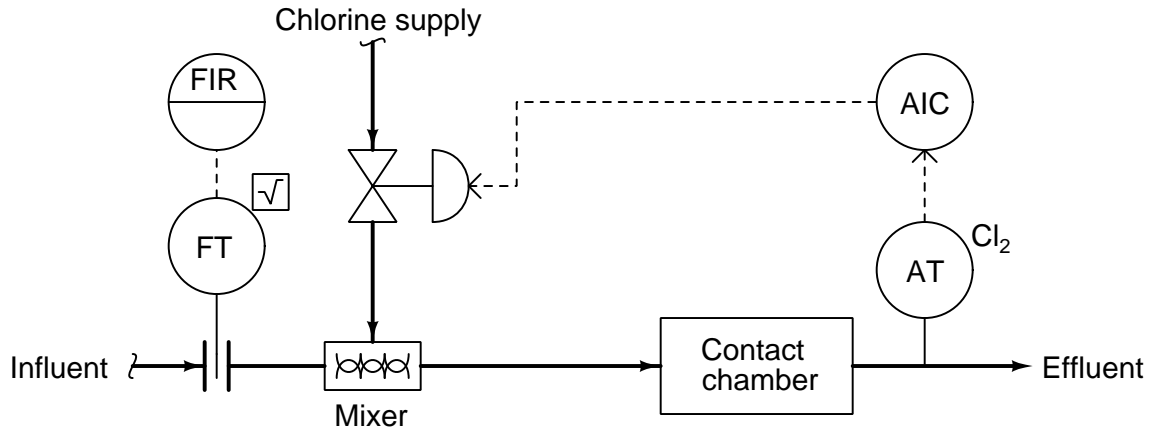 Chlorine supply
FIR
AIC
√
FT
Cl₂
AT
Influent
Contact
chamber
Effluent
Mixer